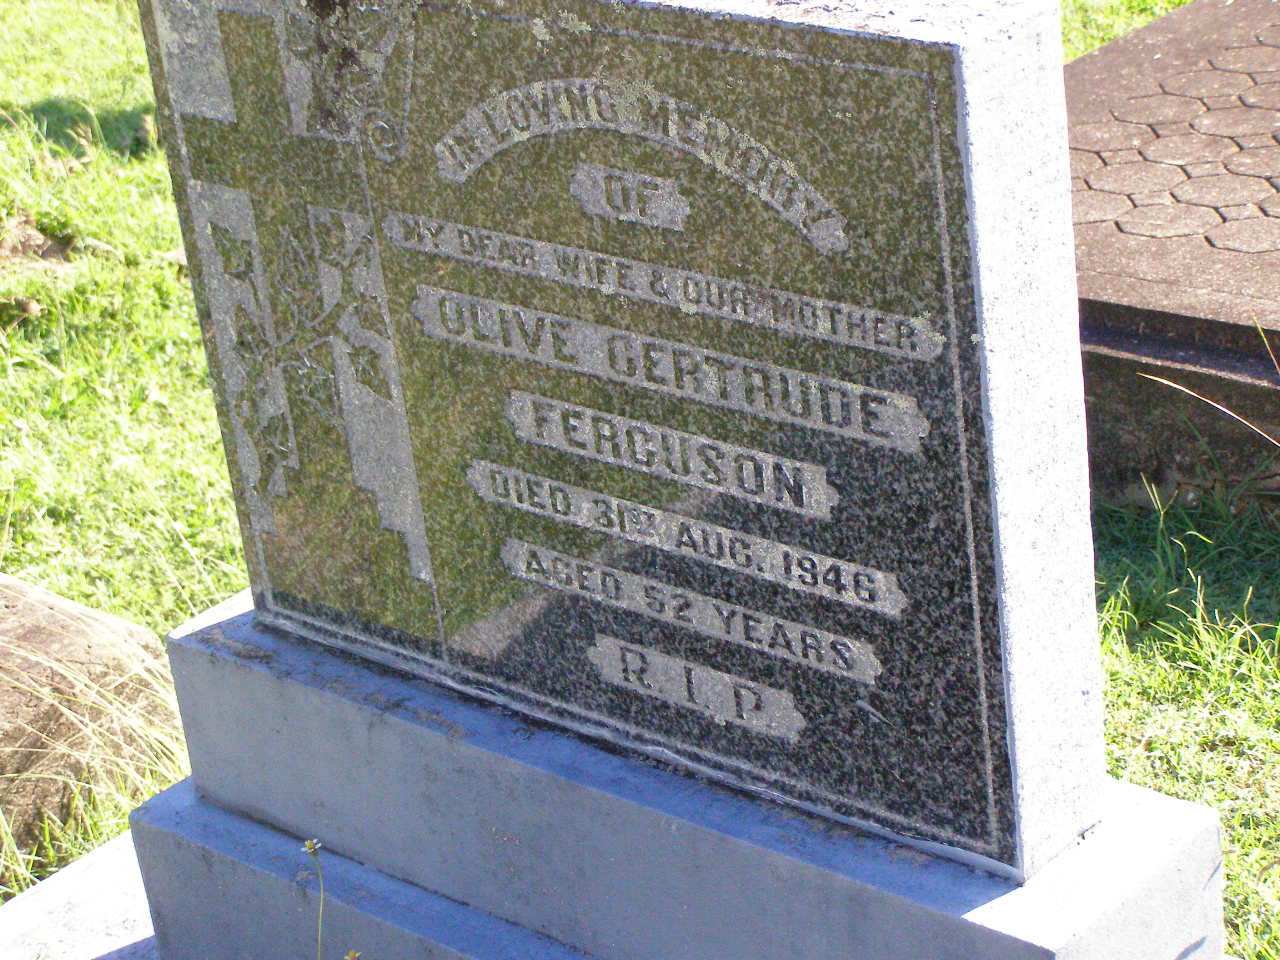 IN LOVING MEMORY
OF
MY DEAR WIFE & OUR MOTHER
OLIVE GERTRUDE
FERGUSON
DIED 31ST AUG. 1946
AGED 52 YEARS
R.I.P